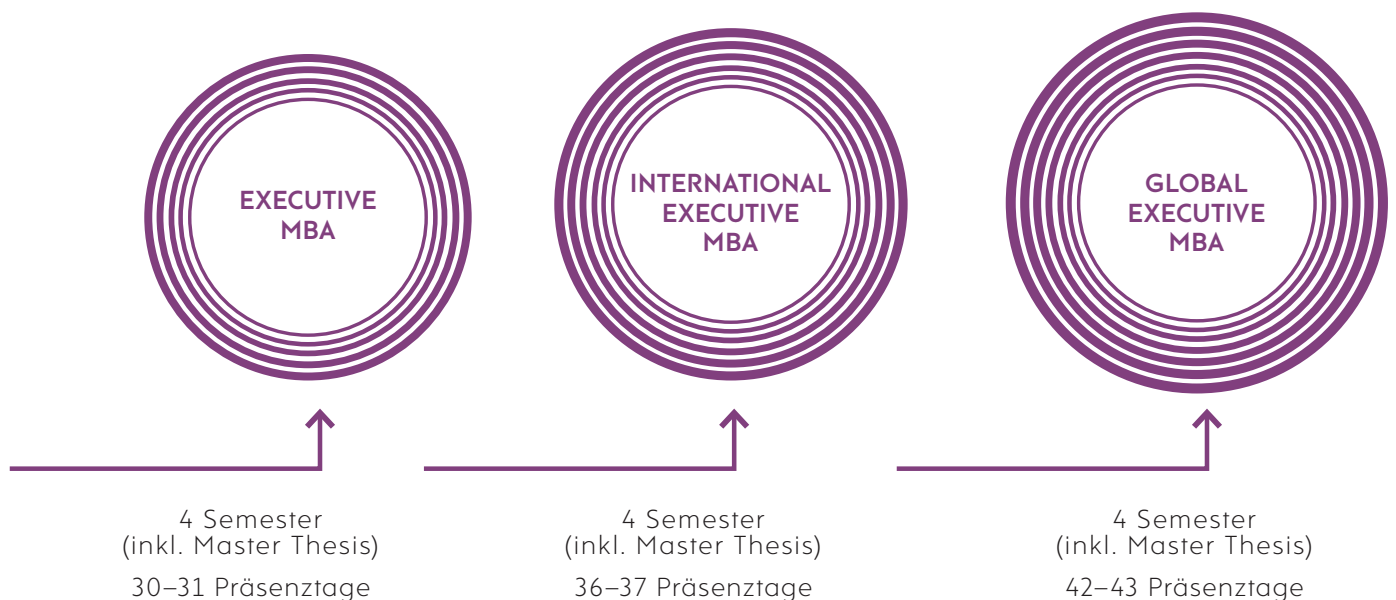 EXECUTIVE
MBA
4 Semester
(inkl. Master Thesis)
30–31 Präsenztage
INTERNATIONAL
EXECUTIVE
MBA
4 Semester
(inkl. Master Thesis)
36–37 Präsenztage
GLOBAL
EXECUTIVE
MBA
4 Semester
(inkl. Master Thesis)
42–43 Präsenztage